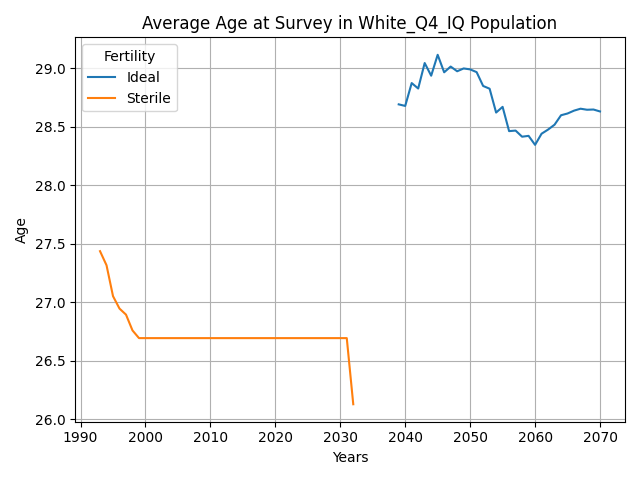 Average Age at Survey in White_Q4_IQ Population
Fertility
Ideal
Sterile
29.0
28.5
28.0
27.5
27.0
26.5
26.0
Age
1990 2000 2010 2020 2030 2040 2050 2060 2070
Years